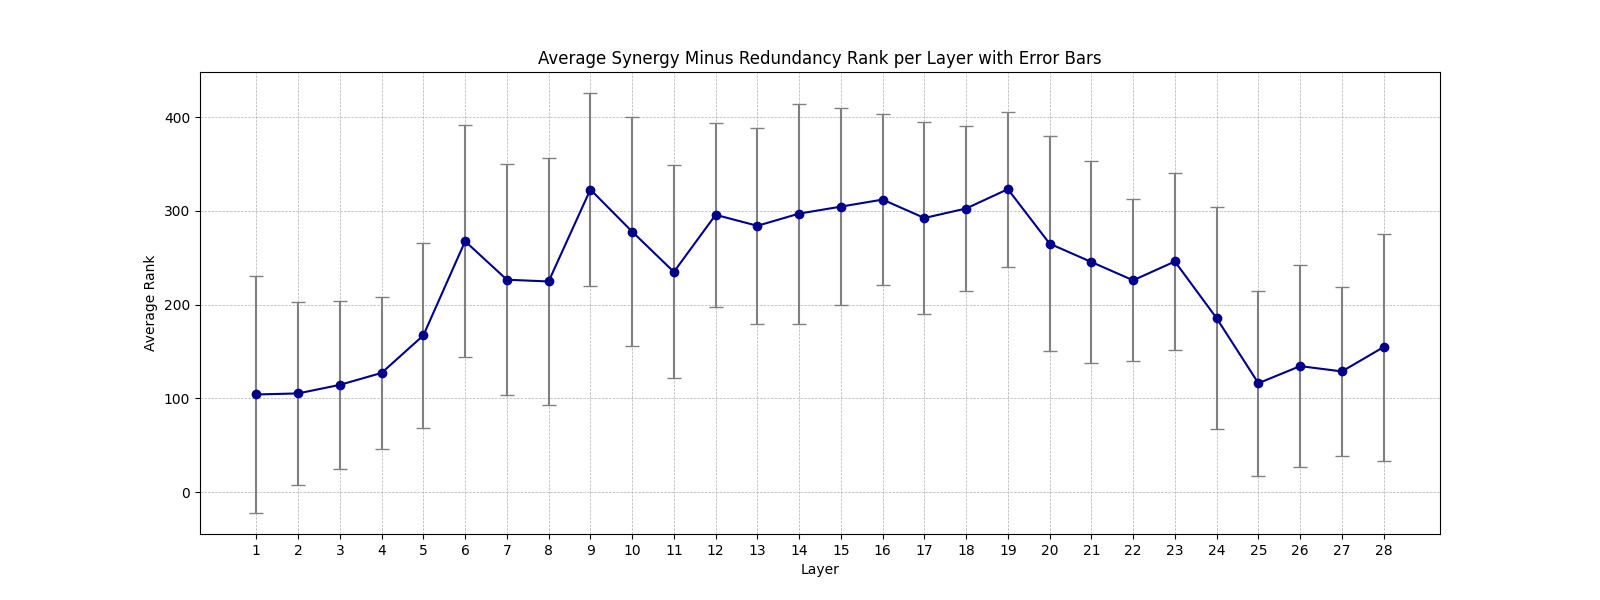 Average Synergy Minus Redundancy Rank per Layer with Error Bars
400
300
200
100
0
Average Rank
1 2 3 4 5 6 7 8 9 10 11 12 13 14 15 16 17 18 19 20 21 22 23 24 25 26 27 28
Layer